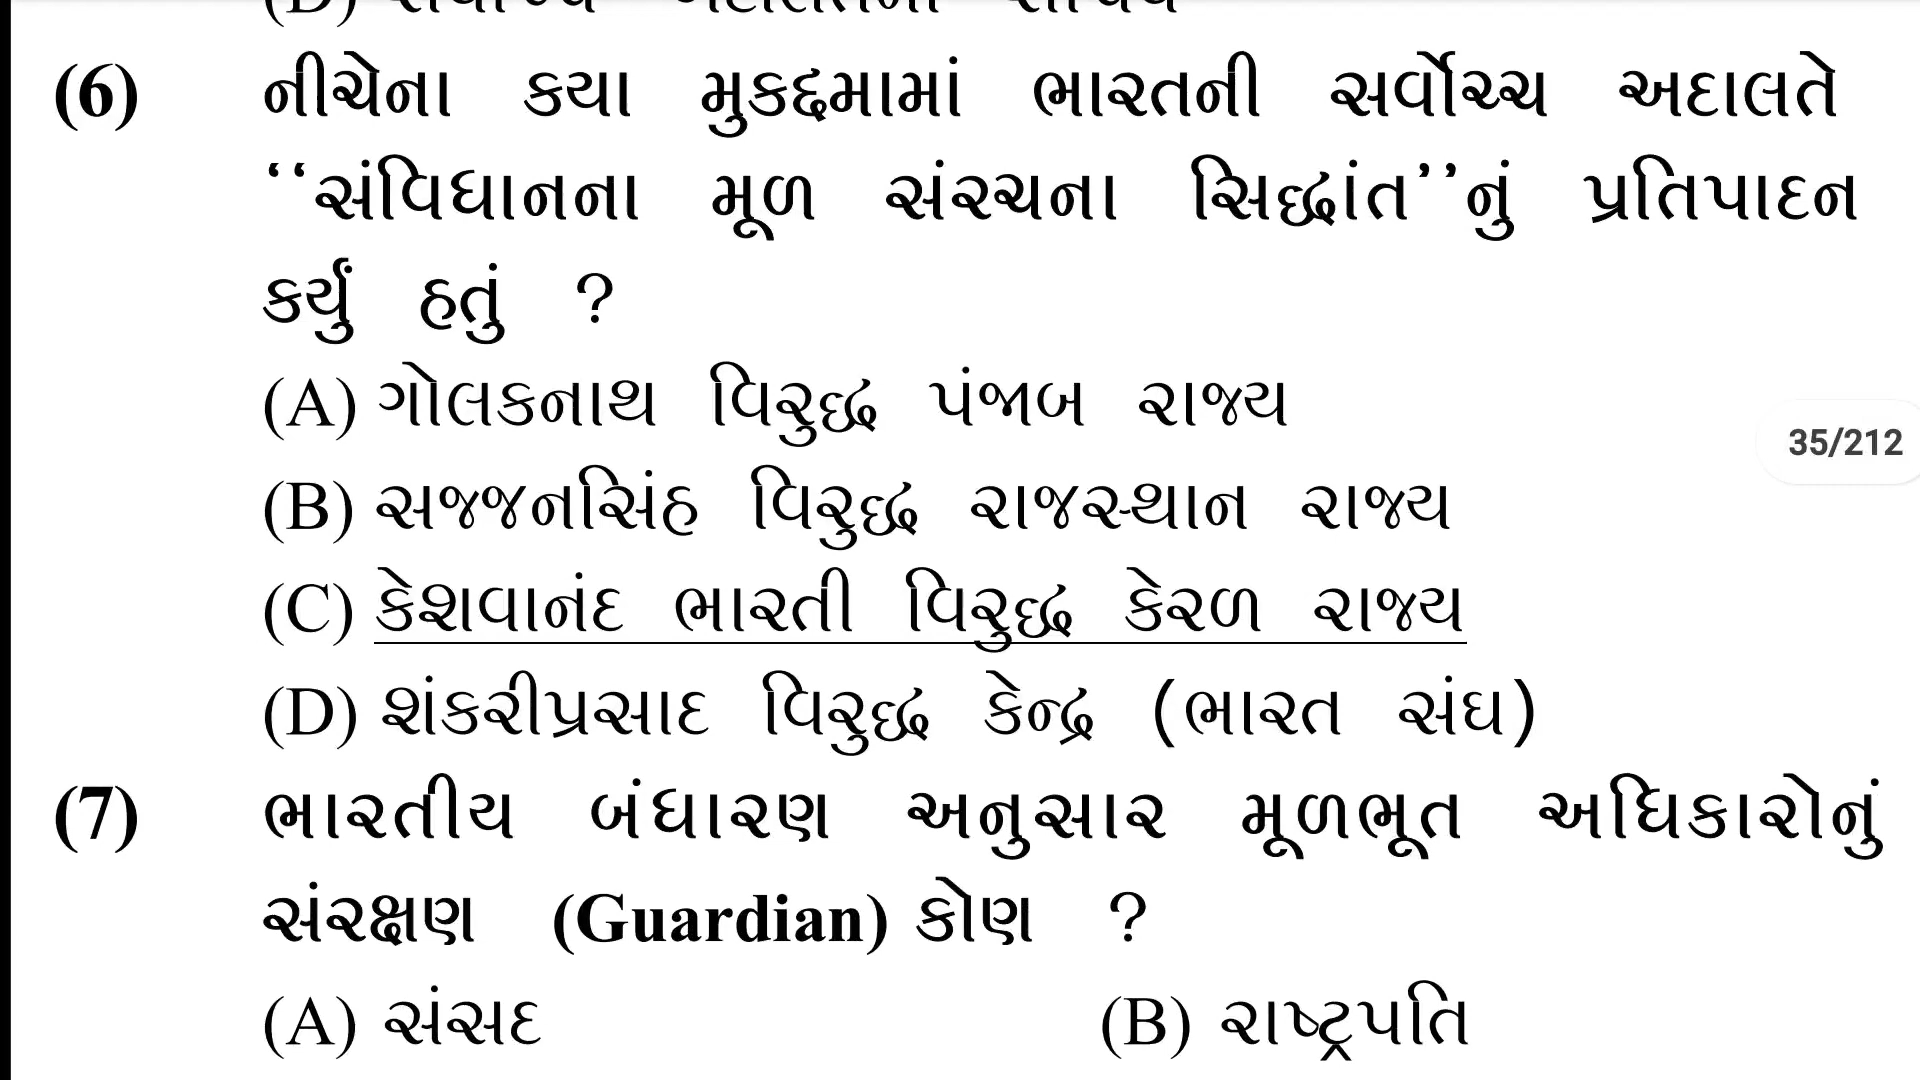 (6) નીચેના કયા મુકદ્દમામાં ભારતની સર્વોચ્ચ અદાલતે
‘‘સંવિધાનના મૂળ સંરચના સિદ્ધાંત’’નું પ્રતિપાદન
કર્યું હતું ?
(A) ગોલકનાથ વિરુદ્ધ પંજાબ રાજ્ય
(B) સજ્જનસિંહ વિરુદ્ધ રાજસ્થાન રાજ્ય
35/212
(C) કેશવાનંદ ભારતી વિરુદ્ધ કેરળ રાજ્ય
(D) શંકરીપ્રસાદ વિરુદ્ધ કેન્દ્ર (ભારત સંઘ)
(7) ભારતીય બંધારણ અનુસાર મૂળભૂત અધિકારોનું
સંરક્ષણ (Guardian) કોણ ?
(A) સંસદ (B) રાષ્ટ્રપતિ